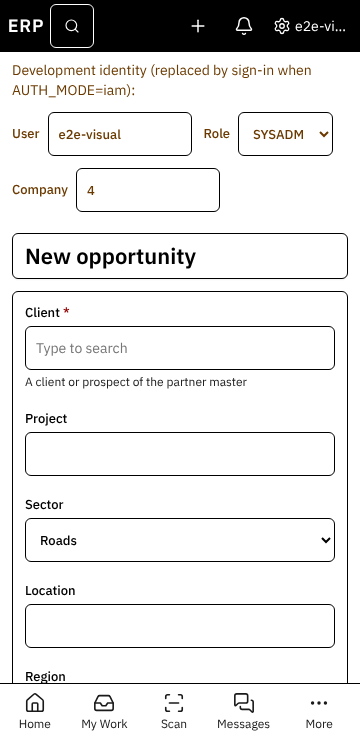 ERP
e2e-vi...
Development identity (replaced by sign-in when
AUTH_MODE=iam):
User e2e-visual Role SYSADM
Company 4
New opportunity
Client *
Type to search
A client or prospect of the partner master
Project
Sector
Roads
Location
Region
Home My Work Scan Messages More